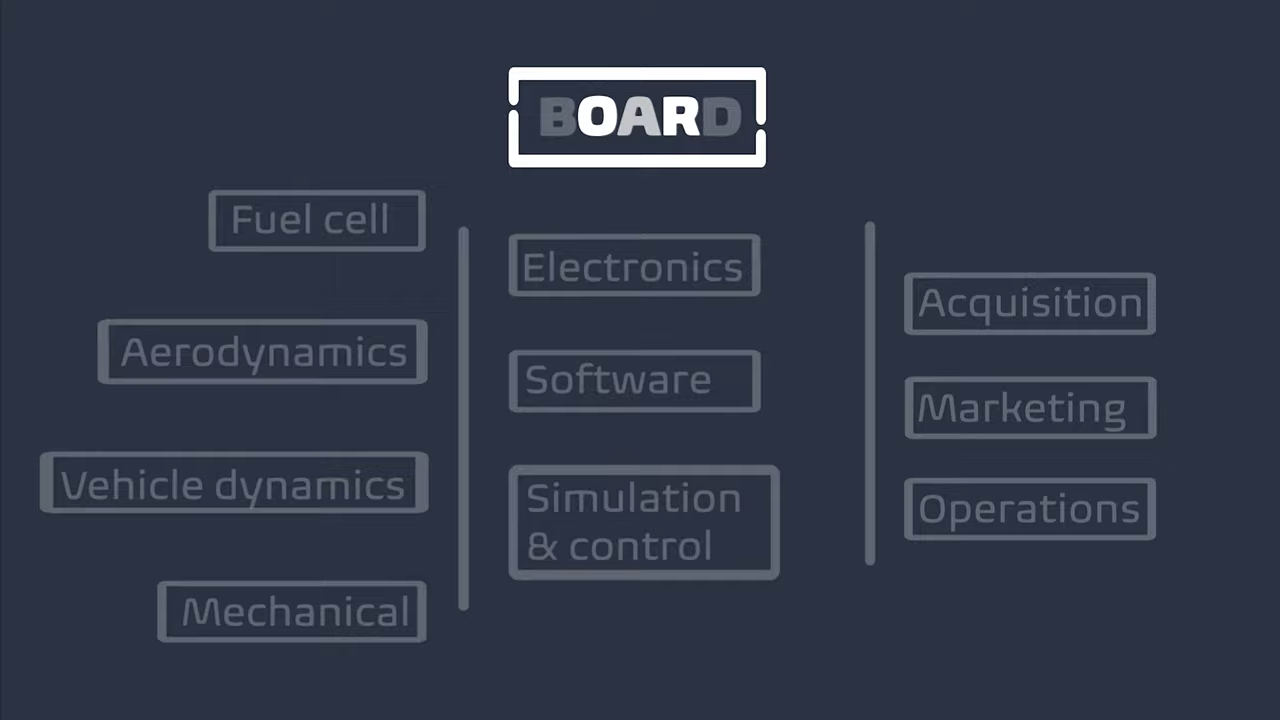 BOARD
Fuel cell
Aerodynamics
Vehicle dynamics
Mechanical
Electronics
Software
Simulation
& control
Acquisition
Marketing
Operations